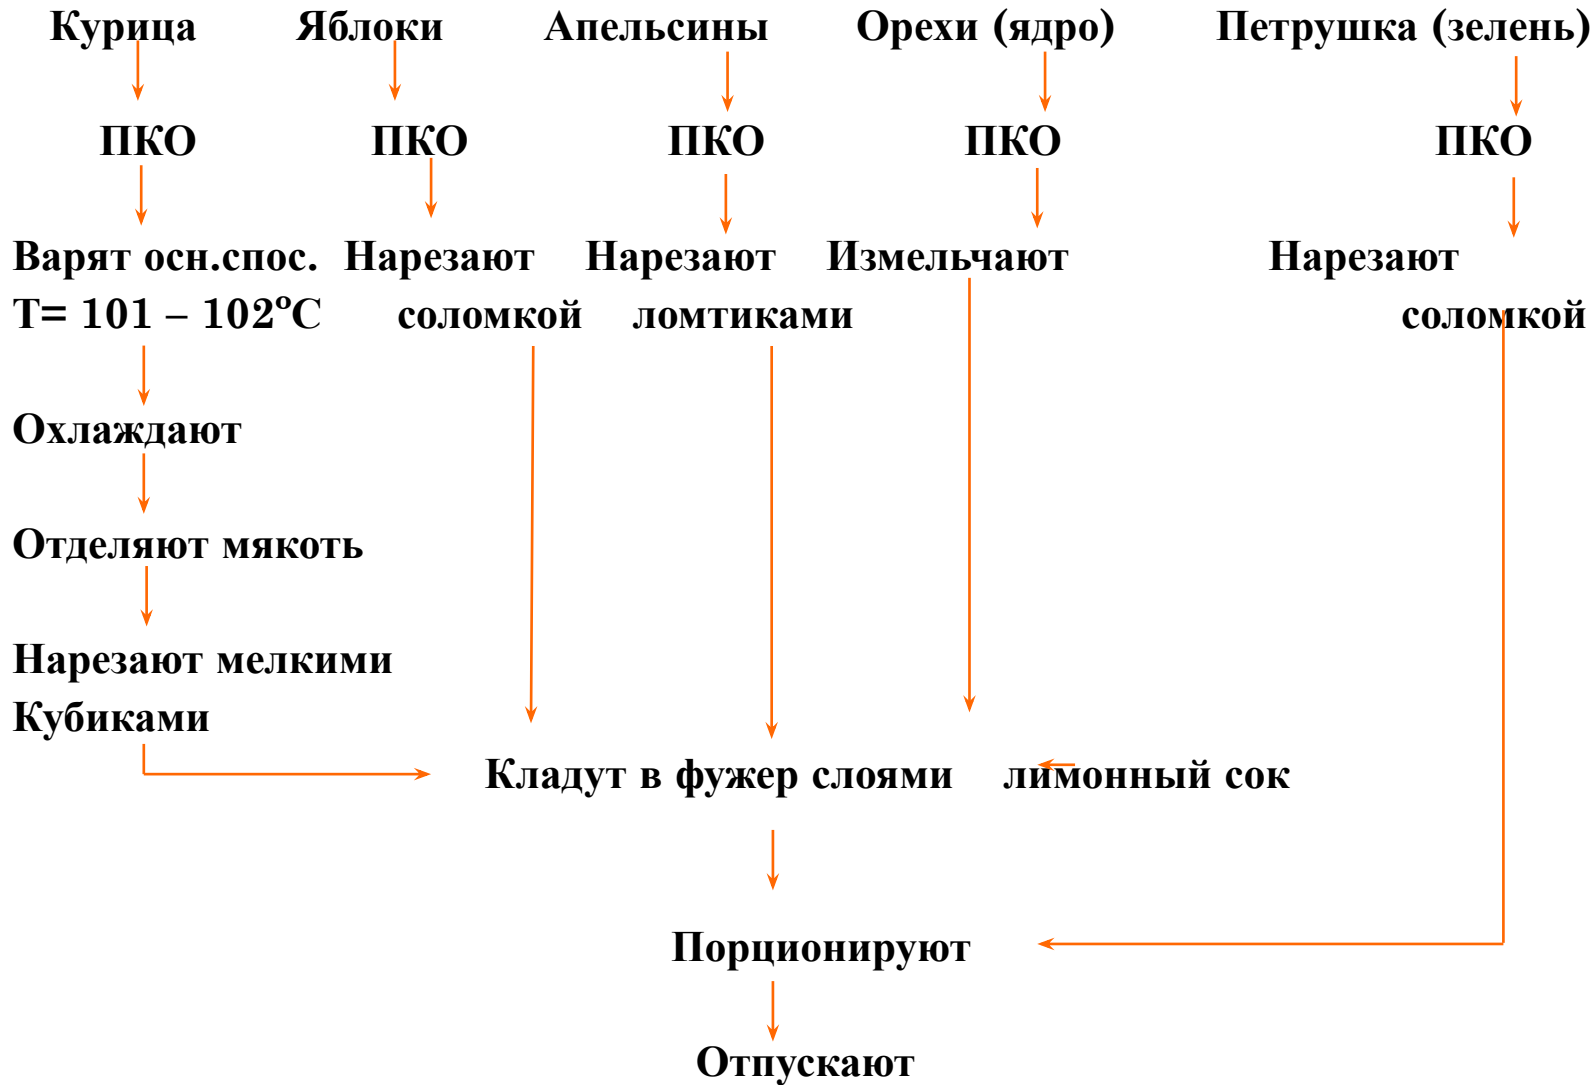 Курица Яблоки Апельсины Орехи (ядро) Петрушка (зелень)
ПКО ПКО ПКО ПКО ПКО
Варят осн.спос. Нарезают Нарезают Измельчают Нарезают
Т= 101 – 102ºС соломкой ломтиками соломкой
Охлаждают
Отделяют мякоть
Нарезают мелкими
Кубиками
Кладут в фужер слоями лимонный сок
Порционируют
Отпускают